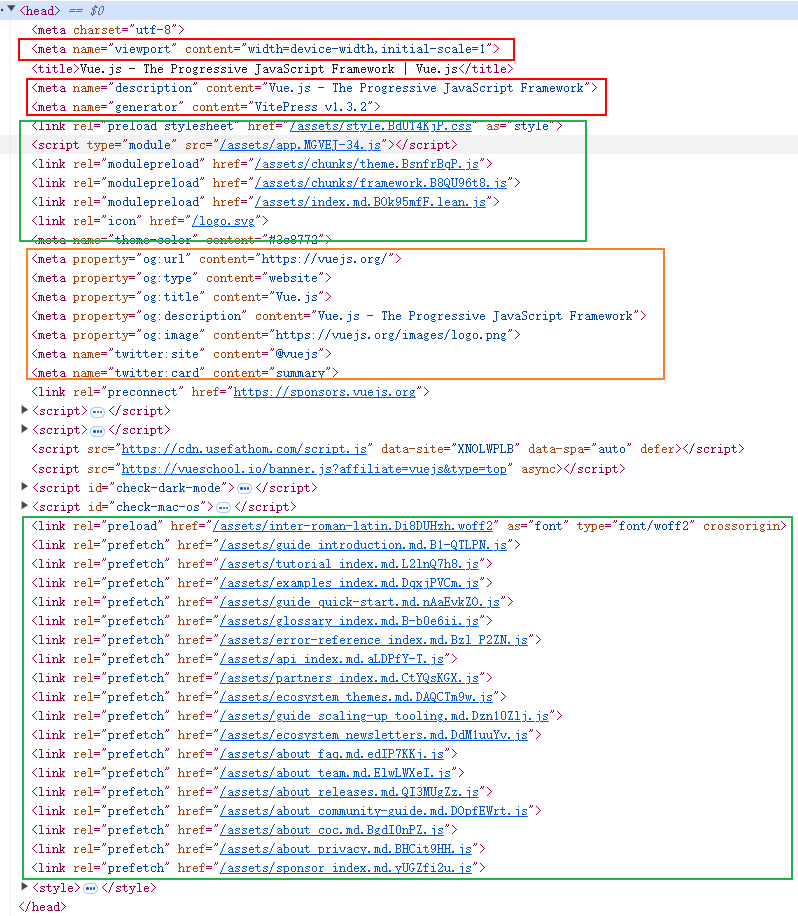 <head> == $0
<meta charset="utf-8">
<meta name="viewport" content="width=device-width,initial-scale=1">
<title>Vue.js - The Progressive JavaScript Framework | Vue.js</title>
<meta name="description" content="Vue.js - The Progressive JavaScript Framework">
<meta name="generator" content="VitePress v1.3.2">
<link rel="preload stylesheet" href="/assets/style.BdUT4KjP.css" as="style">
<script type="module" src="/assets/app.MGVEJ-34.js"></script>
<link rel="modulepreload" href="/assets/chunks/theme.BsnfrBqP.js">
<link rel="modulepreload" href="/assets/chunks/framework.B8QU96t8.js">
<link rel="modulepreload" href="/assets/index.md.BOk95mfF.lean.js">
<link rel="icon" href="/logo.svg">
<meta name="theme-color" content="#3c8772">
<meta property="og:url" content="https://vuejs.org/">
<meta property="og:type" content="website">
<meta property="og:title" content="Vue.js">
<meta property="og:description" content="Vue.js - The Progressive JavaScript Framework">
<meta property="og:image" content="https://vuejs.org/images/logo.png">
<meta name="twitter:site" content="@vuejs">
<meta name="twitter:card" content="summary">
<link rel="preconnect" href="https://sponsors.vuejs.org">
<script>…</script>
<script>…</script>
<script src="https://cdn.usefathom.com/script.js" data-site="XNOLWPLB" data-spa="auto" defer></script>
<script src="https://vueschool.io/banner.js?affiliate=vuejs&type=top" async></script>
<script id="check-dark-mode">…</script>
<script id="check-mac-os">…</script>
<link rel="preload" href="/assets/inter-roman-latin.Di8DUHzh.woff2" as="font" type="font/woff2" crossorigin>
<link rel="prefetch" href="/assets/guide_introduction.md.B1-QTLPN.js">
<link rel="prefetch" href="/assets/tutorial_index.md.L2lnQ7h8.js">
<link rel="prefetch" href="/assets/examples_index.md.DqxjPVCm.js">
<link rel="prefetch" href="/assets/guide_quick-start.md.nAaEvkZO.js">
<link rel="prefetch" href="/assets/glossary_index.md.B-b0e6ii.js">
<link rel="prefetch" href="/assets/error-reference_index.md.Bzl_P2ZN.js">
<link rel="prefetch" href="/assets/api_index.md.aLDPfY-T.js">
<link rel="prefetch" href="/assets/partners_index.md.CtYQsKGX.js">
<link rel="prefetch" href="/assets/ecosystem_themes.md.DAQCTm9w.js">
<link rel="prefetch" href="/assets/guide_scaling-up_tooling.md.Dzn10Zlj.js">
<link rel="prefetch" href="/assets/ecosystem_newsletters.md.DdM1uuYv.js">
<link rel="prefetch" href="/assets/about_faq.md.edIP7KKj.js">
<link rel="prefetch" href="/assets/about_team.md.ElwLWXeI.js">
<link rel="prefetch" href="/assets/about_releases.md.QI3MUgZz.js">
<link rel="prefetch" href="/assets/about_community-guide.md.DOpfEWrt.js">
<link rel="prefetch" href="/assets/about_coc.md.BgdIOnPZ.js">
<link rel="prefetch" href="/assets/about_privacy.md.BHCit9HH.js">
<link rel="prefetch" href="/assets/sponsor_index.md.yUGZfi2u.js">
<style>…</style>
</head>